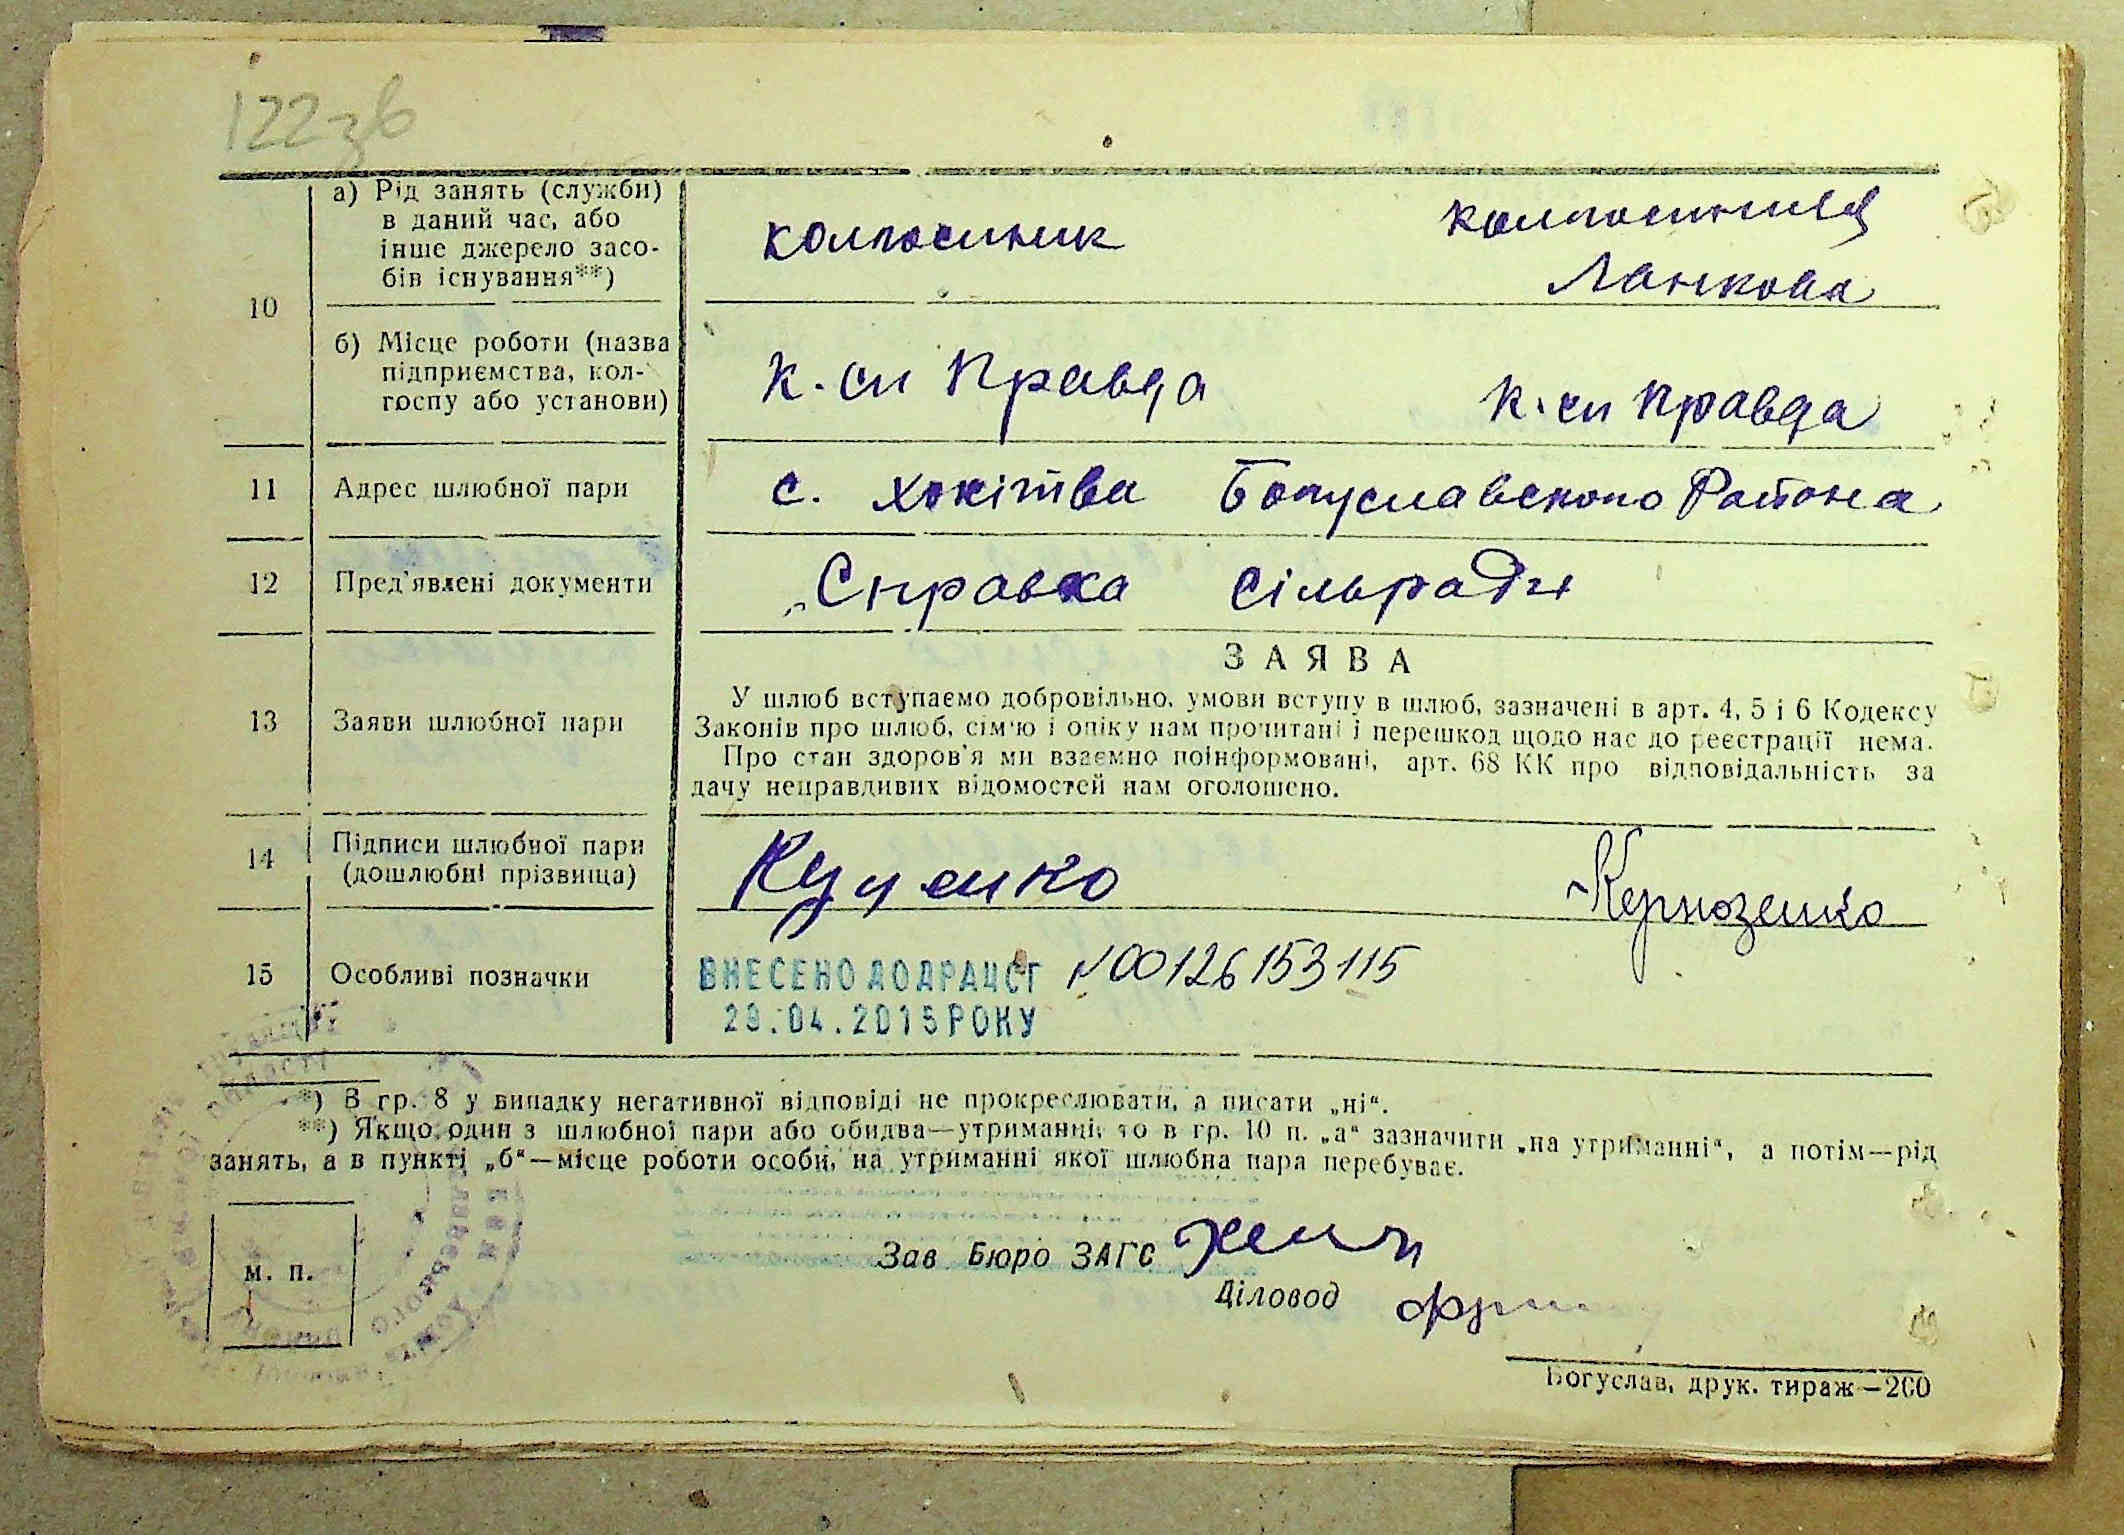 122зв
10
а) Рід занять (служби)
в даний час, або
інше джерело засо-
бів існування**)
колгоспник
колгоспниця
Ланкова
б) Місце роботи (назва
підприємства, кол-
госпу або установи)
к-сп Правда
к-сп Правда
11
Адрес шлюбної пари
с. Хохітва Богуславського Района
12
Пред'явлені документи
Справка сільради
13
Заяви шлюбної пари
ЗАЯВА
У шлюб вступаємо добровільно, умови вступу в шлюб, зазначені в арт. 4, 5 і 6 Кодексу
Законів про шлюб, сім'ю і опіку нам прочитані і перешкод щодо нас до реєстрації нема.
Про стан здоров'я ми взаємно поінформовані, арт. 68 КК про відповідальність за
дачу неправдивих відомостей нам оголошено.
14
Підписи шлюбної пари
(дошлюбні прізвища)
Куценко
15
Особливі позначки
ВНЕСЕНО ДО ДРАЦСГ N 00126153115
29.04.2015 РОКУ
*) В гр. 8 у випадку негативної відповіді не прокреслювати, а писати „ні“.
**) Якщо один з шлюбної пари або обидва—утриманці, то в гр. 10 п. „а“ зазначити „на утриманні“, а потім—рід
занять, а в пункті „б“—місце роботи особи, на утриманні якої шлюбна пара перебуває.
м. п.
Зав Бюро ЗАГС
Діловод
Богуслав, друк. тираж—200